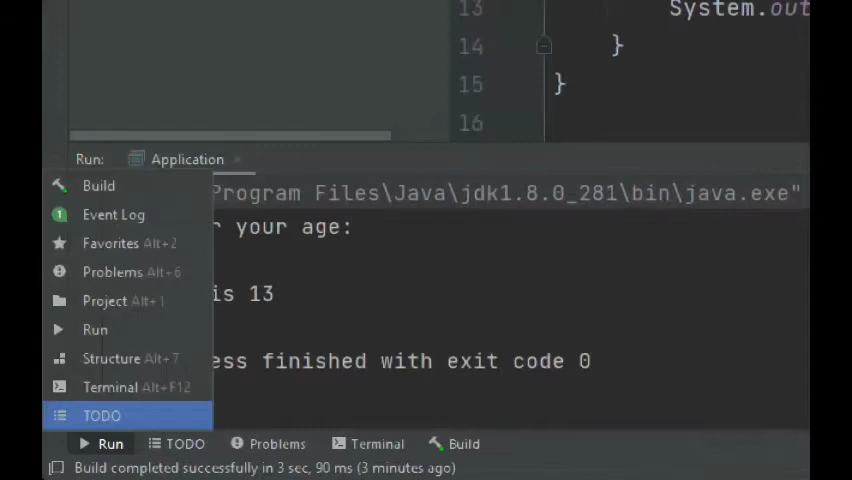 13 System.out
14 }
15 }
16
Run: Application
Build
Event Log
Favorites Alt+2
Problems Alt+6
Project Alt+1
Run
Structure Alt+7
Terminal Alt+F12
TODO
Program Files\Java\jdk1.8.0_281\bin\java.exe"
r your age:
is 13
ess finished with exit code 0
Run TODO Problems Terminal Build
Build completed successfully in 3 sec, 90 ms (3 minutes ago)